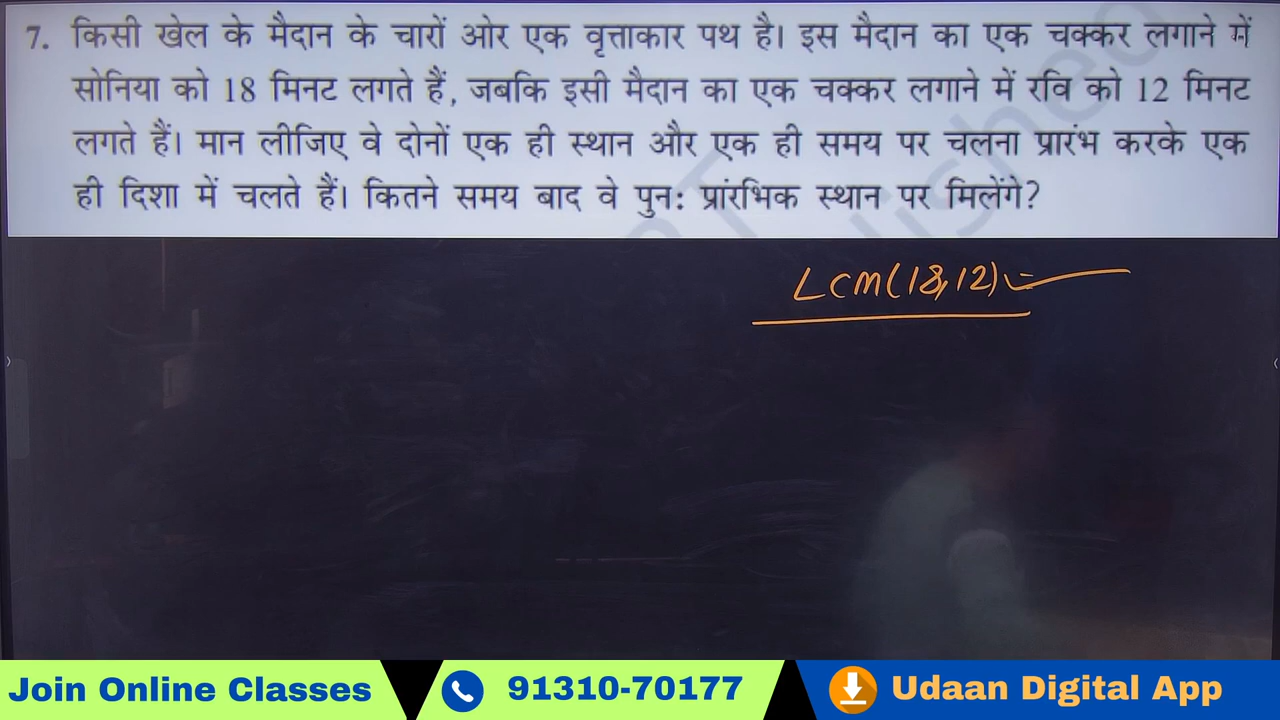 7. किसी खेल के मैदान के चारों ओर एक वृत्ताकार पथ है। इस मैदान का एक चक्कर लगाने में
सोनिया को 18 मिनट लगते हैं, जबकि इसी मैदान का एक चक्कर लगाने में रवि को 12 मिनट
लगते हैं। मान लीजिए वे दोनों एक ही स्थान और एक ही समय पर चलना प्रारंभ करके एक
ही दिशा में चलते हैं। कितने समय बाद वे पुन: प्रांरभिक स्थान पर मिलेंगे?
LCM(18,12) =
Join Online Classes
91310-70177
Udaan Digital App